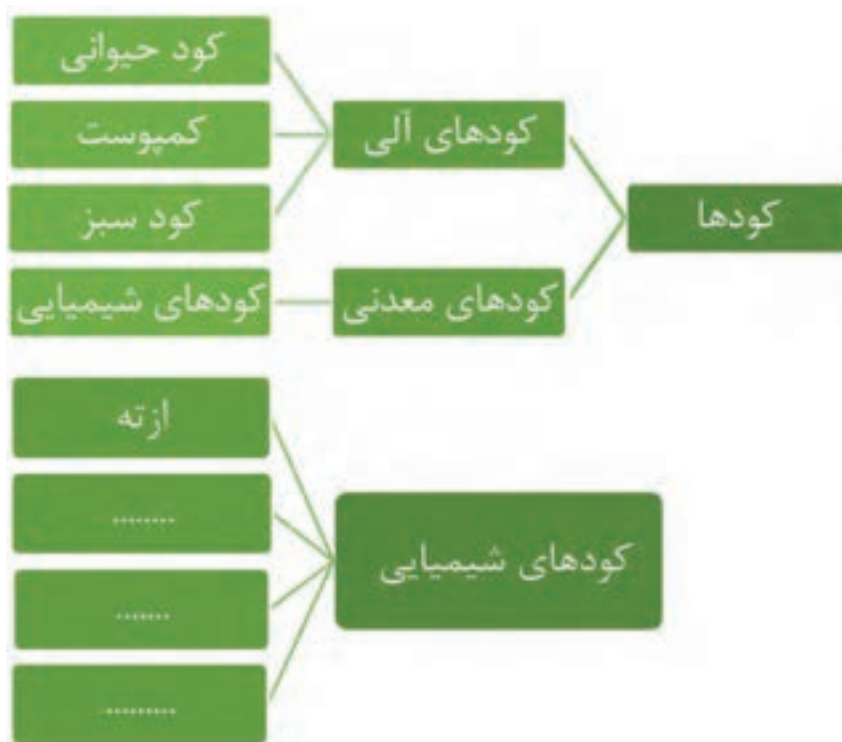 کودها
کودهای آلی
کود حیوانی
کمپوست
کود سبز
کودهای معدنی
کودهای شیمیایی
کودهای شیمیایی
ازته
........
.......
.........